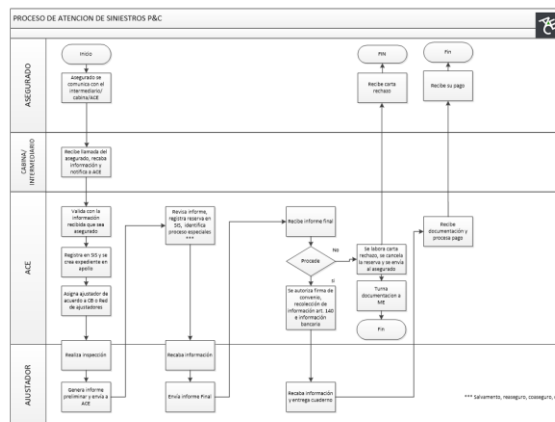 PROCESO DE ATENCION DE SINIESTROS P&C
ACE
ASEGURADO
Inicio
Asegurado se
comunica con el
intermediario/
cabina/ACE
FIN
Recibe carta
rechazo
Fin
Recibe su pago
CABINA/
INTERMEDIARIO
Recibe llamada del
asegurado, recaba
información y
notifica a ACE
ACE
Valida con la
información
recibida que sea
asegurado
Registra en SG y se
crea expediente en
apollo
Asigna ajustador de
acuerdo a CB o Red
de ajustadores
Revisa informe,
registra reserva en
SG, identifica
proceso especiales
***
Recibe informe final
Procede
No
Si
Se autoriza firma de
convenio,
recolección de
información art. 140
e información
bancaria
Se labora carta
rechazo, se cancela
la reserva y se envía
al asegurado
Turna
documentacion a
ME
Fin
Recibe
documentación y
procesa pago
AJUSTADOR
Realiza inspección
Genera informe
preliminar y envía a
ACE
Recaba información
Envía informe Final
Recaba información
y entrega cuaderno
*** Salvamento, reaseguro, coaseguro,